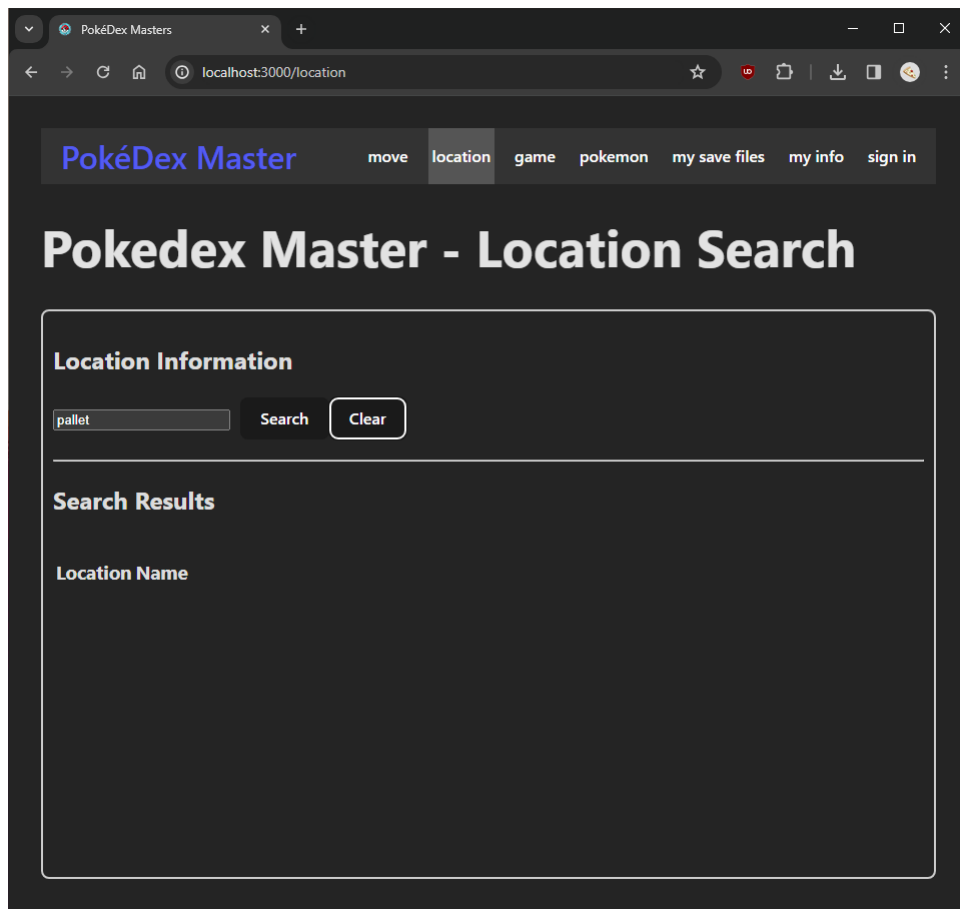 PokéDex Masters
localhost:3000/location
UD
PokéDex Master move location game pokemon my save files my info sign in
Pokedex Master - Location Search
Location Information
pallet Search Clear
Search Results
Location Name